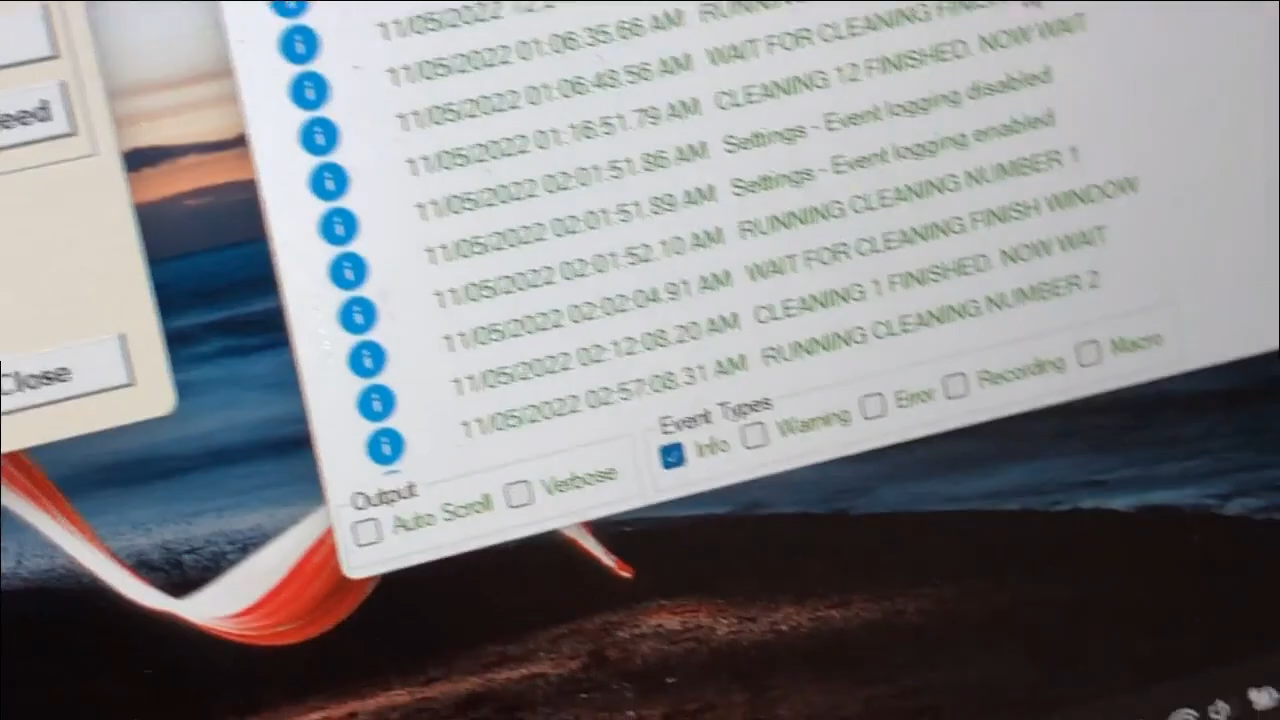 eed
Close
11/05/2022
11/05/2022 01:06:35.66 AM RUNNING
11/05/2022 01:06:48.56 AM WAIT FOR CLEANING FINISH
11/05/2022 01:16:51.79 AM CLEANING 12 FINISHED. NOW WAIT
11/05/2022 02:01:51.86 AM Settings - Event logging disabled
11/05/2022 02:01:51.89 AM Settings - Event logging enabled
11/05/2022 02:01:52.10 AM RUNNING CLEANING NUMBER 1
11/05/2022 02:02:04.91 AM WAIT FOR CLEANING FINISH WINDOW
11/05/2022 02:12:08.20 AM CLEANING 1 FINISHED. NOW WAIT
11/05/2022 02:57:08.31 AM RUNNING CLEANING NUMBER 2
Output
Auto Scroll Verbose
Event Types
Info Warning Error Recording Macro